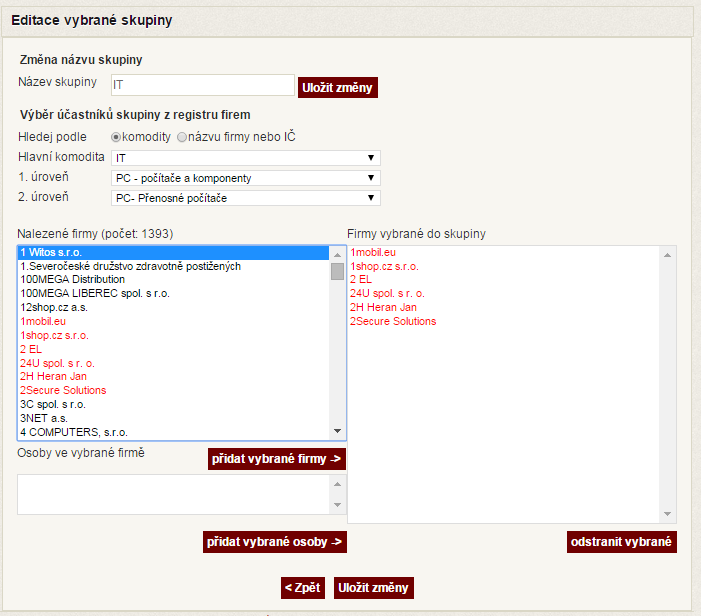 Editace vybrané skupiny
Změna názvu skupiny
Název skupiny IT Uložit změny
Výběr účastníků skupiny z registru firem
Hledej podle komodity názvu firmy nebo IČ
Hlavní komodita IT
1. úroveň PC - počítače a komponenty
2. úroveň PC- Přenosné počítače
Nalezené firmy (počet: 1393)
1 Witos s.r.o.
1.Severočeské družstvo zdravotně postižených
100MEGA Distribution
100MEGA LIBEREC spol. s r.o.
12shop.cz a.s.
1mobil.eu
1shop.cz s.r.o.
2 EL
24U spol. s r. o.
2H Heran Jan
2Secure Solutions
3C spol. s r.o.
3NET a.s.
4 COMPUTERS, s.r.o.
Firmy vybrané do skupiny
1mobil.eu
1shop.cz s.r.o.
2 EL
24U spol. s r. o.
2H Heran Jan
2Secure Solutions
Osoby ve vybrané firmě přidat vybrané firmy ->
přidat vybrané osoby -> odstranit vybrané
< Zpět Uložit změny